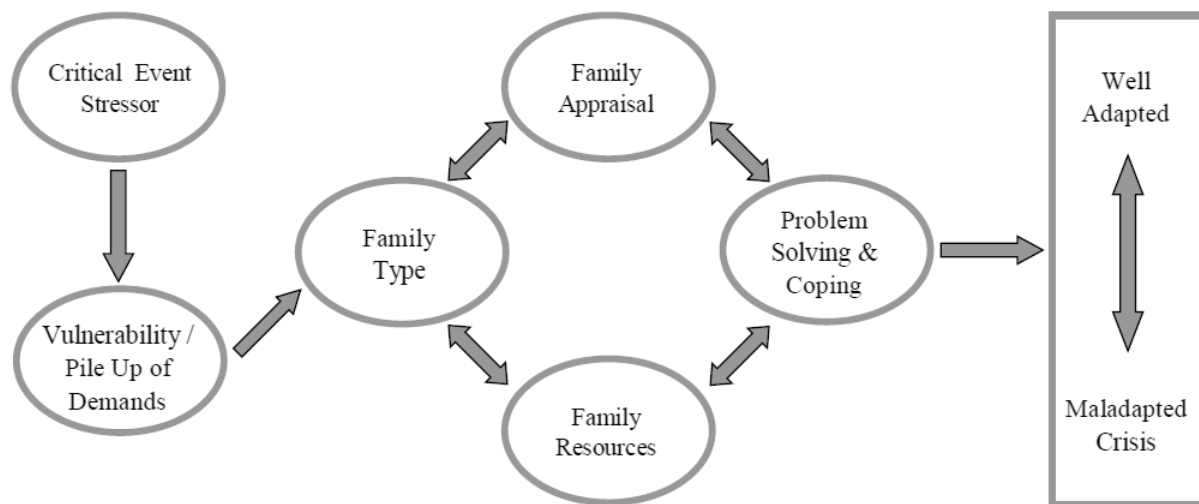 Critical Event
Stressor
Vulnerability /
Pile Up of
Demands
Family
Type
Family
Appraisal
Family
Resources
Problem
Solving &
Coping
Well
Adapted
Maladapted
Crisis